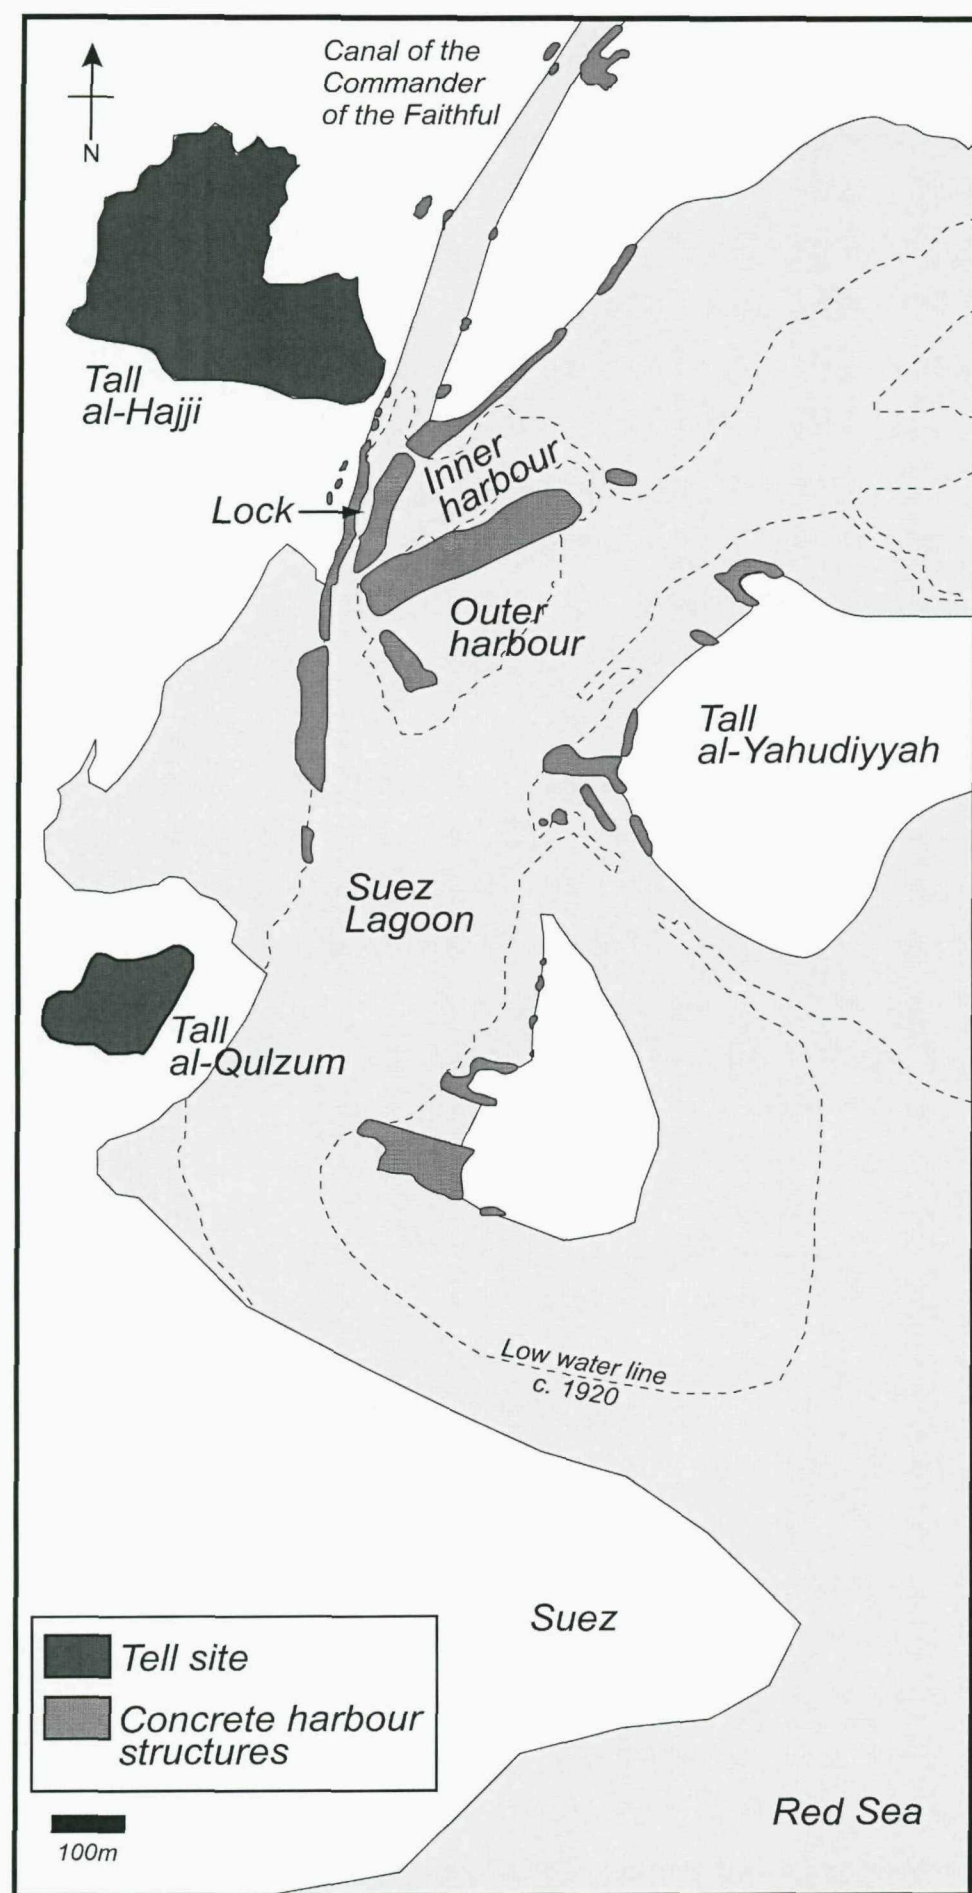 Canal of the
Commander
of the Faithful
N
Tall
al-Hajji
Inner
harbour
Lock
Outer
harbour
Tall
al-Yahudiyyah
Suez
Lagoon
Tall
al-Qulzum
Low water line
c. 1920
Suez
Tell site
Concrete harbour
structures
Red Sea
100m